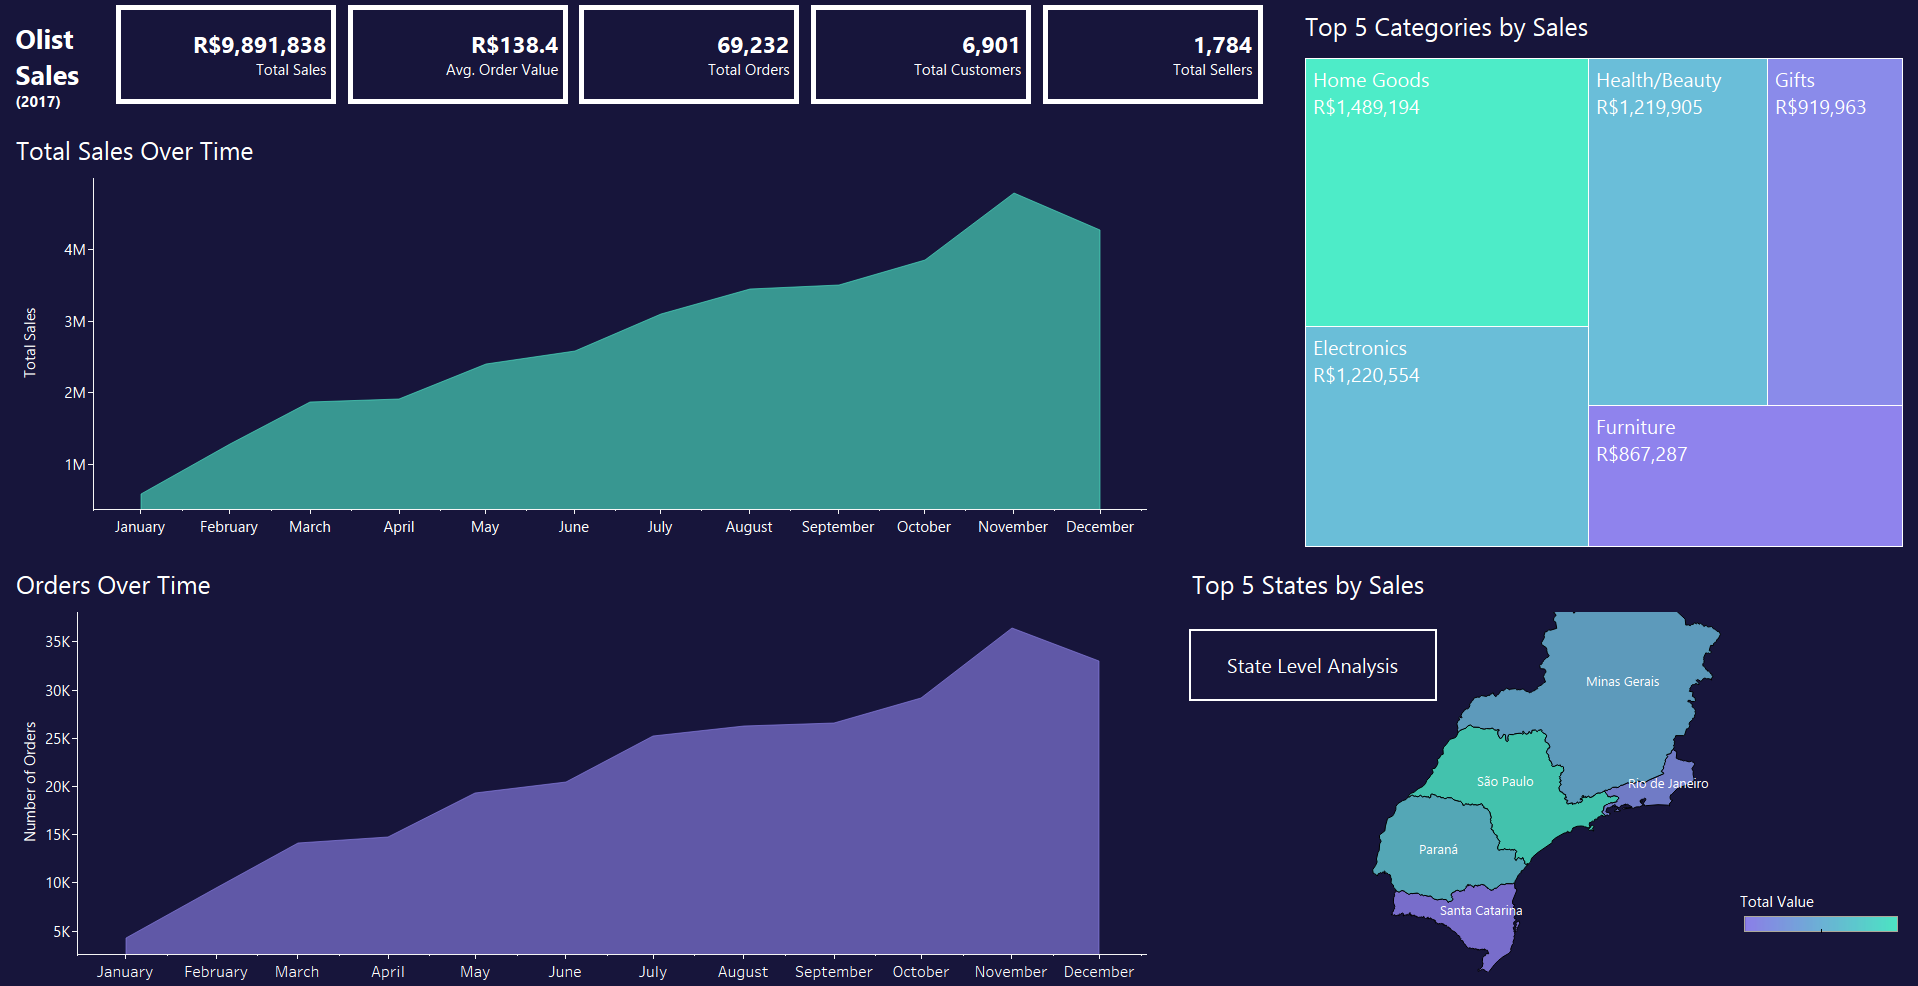 Olist
Sales
(2017)
R$9,891,838
Total Sales
R$138.4
Avg. Order Value
69,232
Total Orders
6,901
Total Customers
1,784
Total Sellers
Total Sales Over Time
Total Sales
4M
3M
2M
1M
January February March April May June July August September October November December
Top 5 Categories by Sales
Home Goods
R$1,489,194
Health/Beauty
R$1,219,905
Gifts
R$919,963
Electronics
R$1,220,554
Furniture
R$867,287
Orders Over Time
Number of Orders
35K
30K
25K
20K
15K
10K
5K
January February March April May June July August September October November December
Top 5 States by Sales
State Level Analysis
Minas Gerais
São Paulo
Rio de Janeiro
Paraná
Santa Catarina
Total Value